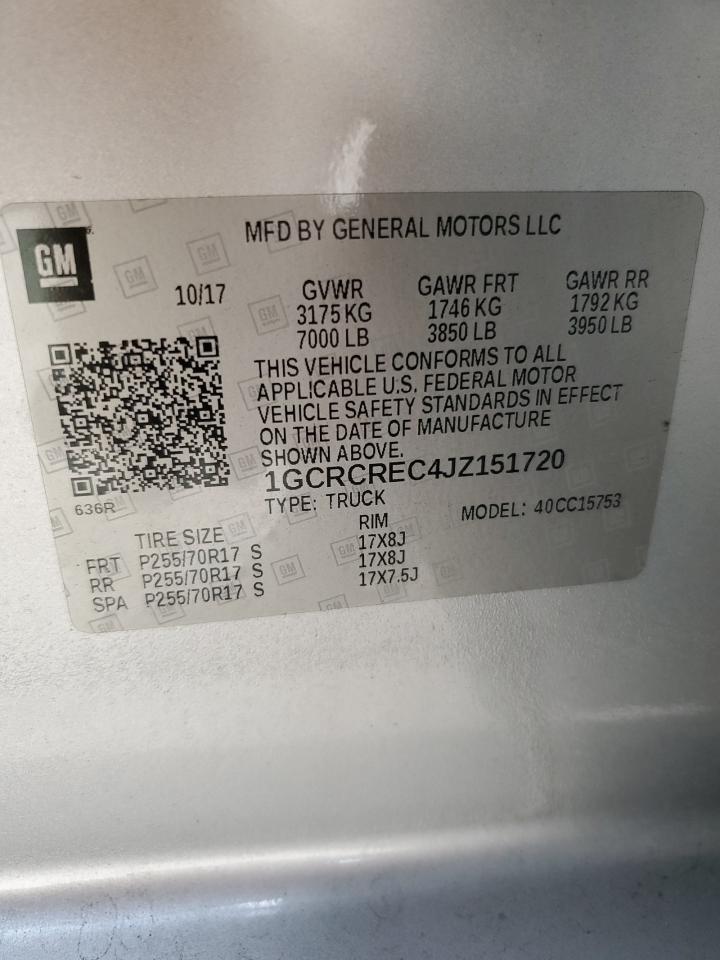 GM
MFD BY GENERAL MOTORS LLC
10/17
GVWR GAWR FRT GAWR RR
3175 KG 1746 KG 1792 KG
7000 LB 3850 LB 3950 LB
THIS VEHICLE CONFORMS TO ALL
APPLICABLE U.S. FEDERAL MOTOR
VEHICLE SAFETY STANDARDS IN EFFECT
ON THE DATE OF MANUFACTURE
SHOWN ABOVE.
1GCRCREC4JZ151720
636R
TYPE: TRUCK MODEL: 40CC15753
TIRE SIZE RIM
FRT P255/70R17 S 17X8J
RR P255/70R17 S 17X8J
SPA P255/70R17 S 17X7.5J